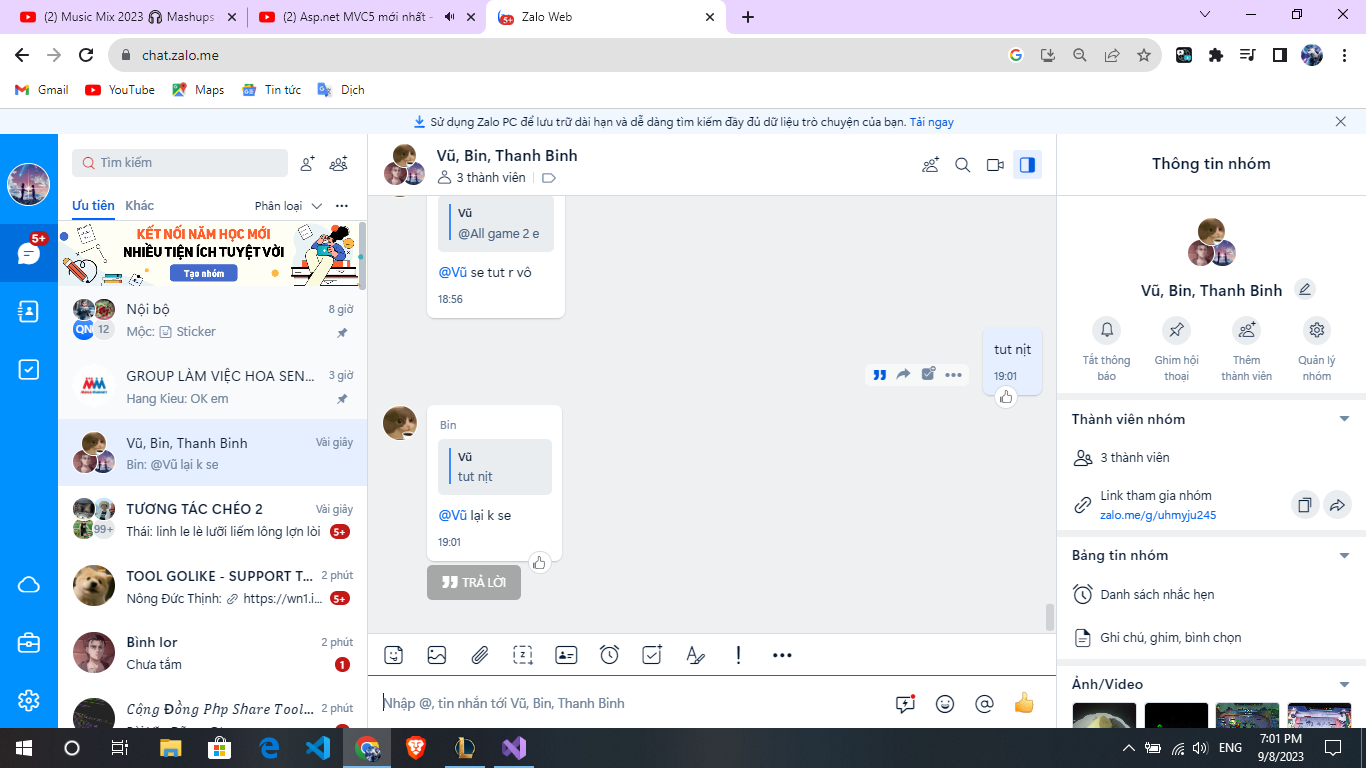 (2) Music Mix 2023 🎧 Mashups
(2) Asp.net MVC5 mới nhất -
Zalo Web
chat.zalo.me
Gmail
YouTube
Maps
Tin tức
Dịch
Sử dụng Zalo PC để lưu trữ dài hạn và dễ dàng tìm kiếm đầy đủ dữ liệu trò chuyện của bạn. Tải ngay
5+
Tìm kiếm
Ưu tiên
Khác
Phân loại
KẾT NỐI NĂM HỌC MỚI
NHIỀU TIỆN ÍCH TUYỆT VỜI
Tạo nhóm
QN
12
Nội bộ
8 giờ
Mộc: Sticker
GROUP LÀM VIỆC HOA SEN...
3 giờ
Hang Kieu: OK em
Vũ, Bin, Thanh Binh
Vài giây
Bin: @Vũ lại k se
99+
TƯƠNG TÁC CHÉO 2
Vài giây
Thái: linh le lè lưỡi liếm lông lợn lòi
5+
TOOL GOLIKE - SUPPORT T...
2 phút
Nông Đức Thịnh: https://wn1.i...
5+
Bình lor
2 phút
Chưa tắm
1
Cộng Đồng Php Share Tool...
2 phút
Vũ, Bin, Thanh Binh
3 thành viên
Vũ
@All game 2 e
@Vũ se tut r vô
18:56
tut nịt
19:01
Bin
Vũ
tut nịt
@Vũ lại k se
19:01
TRẢ LỜI
Nhập @, tin nhắn tới Vũ, Bin, Thanh Binh
Thông tin nhóm
Vũ, Bin, Thanh Binh
Tắt thông báo
Ghim hội thoại
Thêm thành viên
Quản lý nhóm
Thành viên nhóm
3 thành viên
Link tham gia nhóm
zalo.me/g/uhmyju245
Bảng tin nhóm
Danh sách nhắc hẹn
Ghi chú, ghim, bình chọn
Ảnh/Video
ENG
7:01 PM
9/8/2023